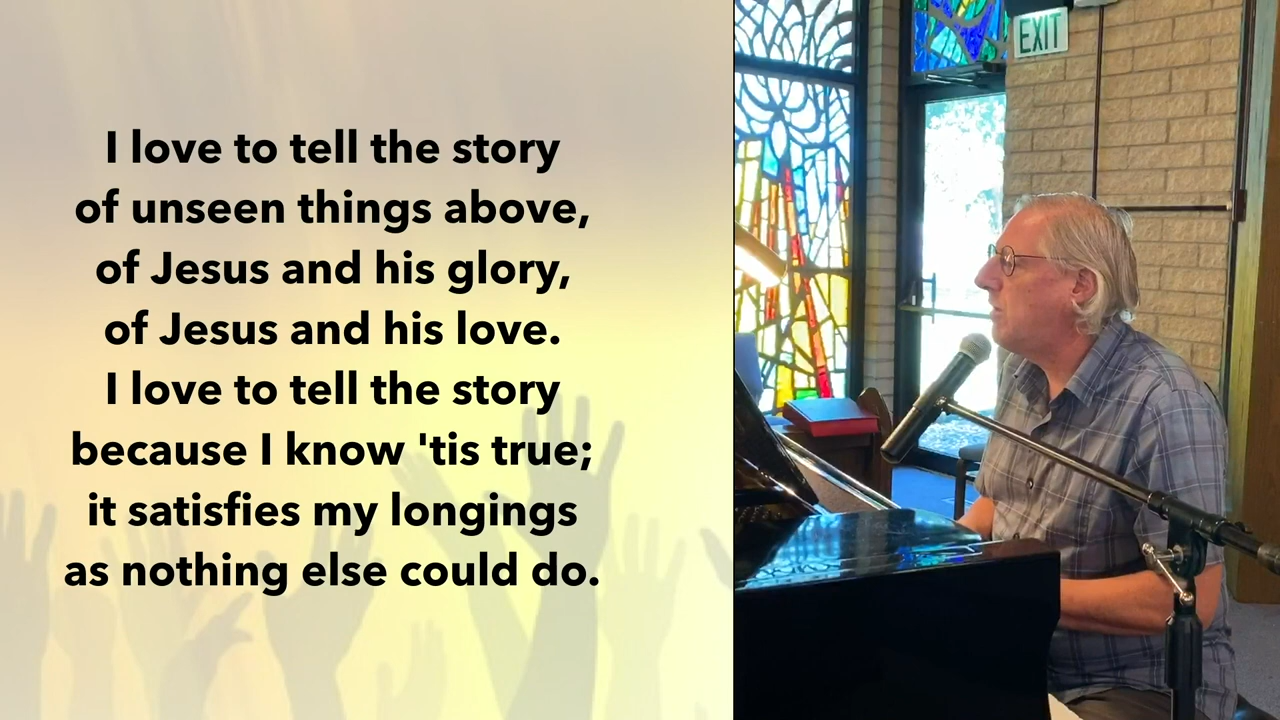 I love to tell the story
of unseen things above,
of Jesus and his glory,
of Jesus and his love.
I love to tell the story
because I know 'tis true;
it satisfies my longings
as nothing else could do.
EXIT